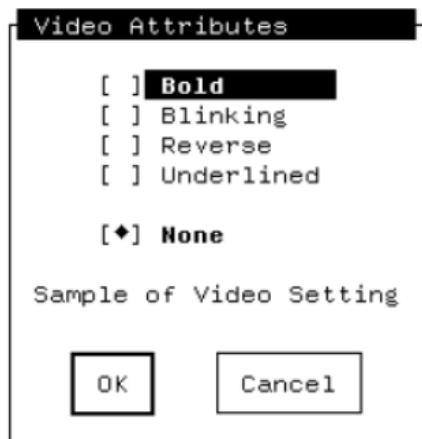 Video Attributes
[ ] Bold
[ ] Blinking
[ ] Reverse
[ ] Underlined
[◆] None
Sample of Video Setting
OK Cancel